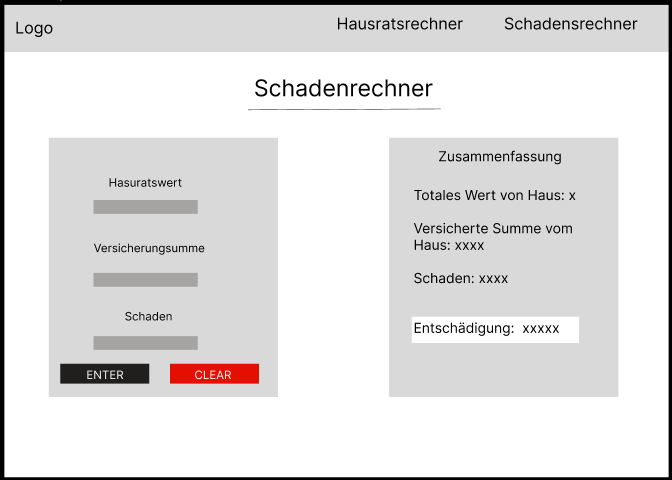 Logo
Hausratsrechner
Schadensrechner
Schadenrechner
Hasuratswert
Versicherungsumme
Schaden
ENTER
CLEAR
Zusammenfassung
Totales Wert von Haus: x
Versicherte Summe vom
Haus: xxxx
Schaden: xxxx
Entschädigung: xxxxx